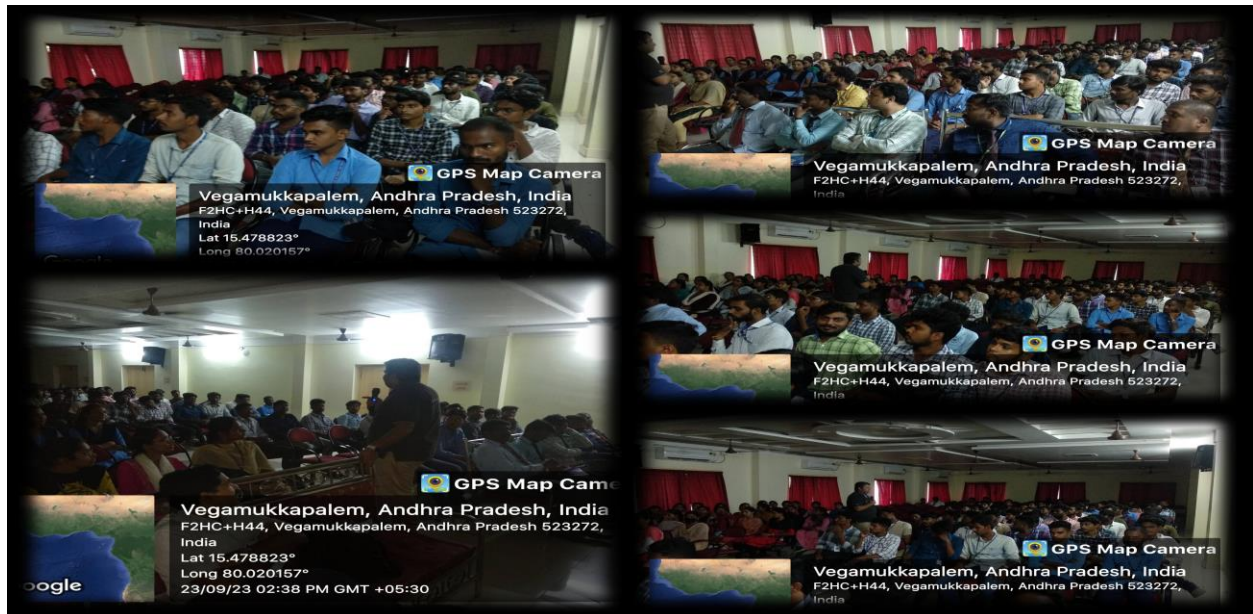 GPS Map Camera
Vegamukkapalem, Andhra Pradesh, India
F2HC+H44, Vegamukkapalem, Andhra Pradesh 523272,
India
Lat 15.478823°
Long 80.020157°
Google
GPS Map Came
Vegamukkapalem, Andhra Pradesh, India
F2HC+H44, Vegamukkapalem, Andhra Pradesh 523272,
India
Lat 15.478823°
Long 80.020157°
23/09/23 02:38 PM GMT +05:30
oogle
GPS Map Camera
Vegamukkapalem, Andhra Pradesh, India
F2HC+H44, Vegamukkapalem, Andhra Pradesh 523272,
India
GPS Map Camera
Vegamukkapalem, Andhra Pradesh, India
F2HC+H44, Vegamukkapalem, Andhra Pradesh 523272,
India
GPS Map Camera
Vegamukkapalem, Andhra Pradesh, India
F2HC+H44, Vegamukkapalem, Andhra Pradesh 523272,
India